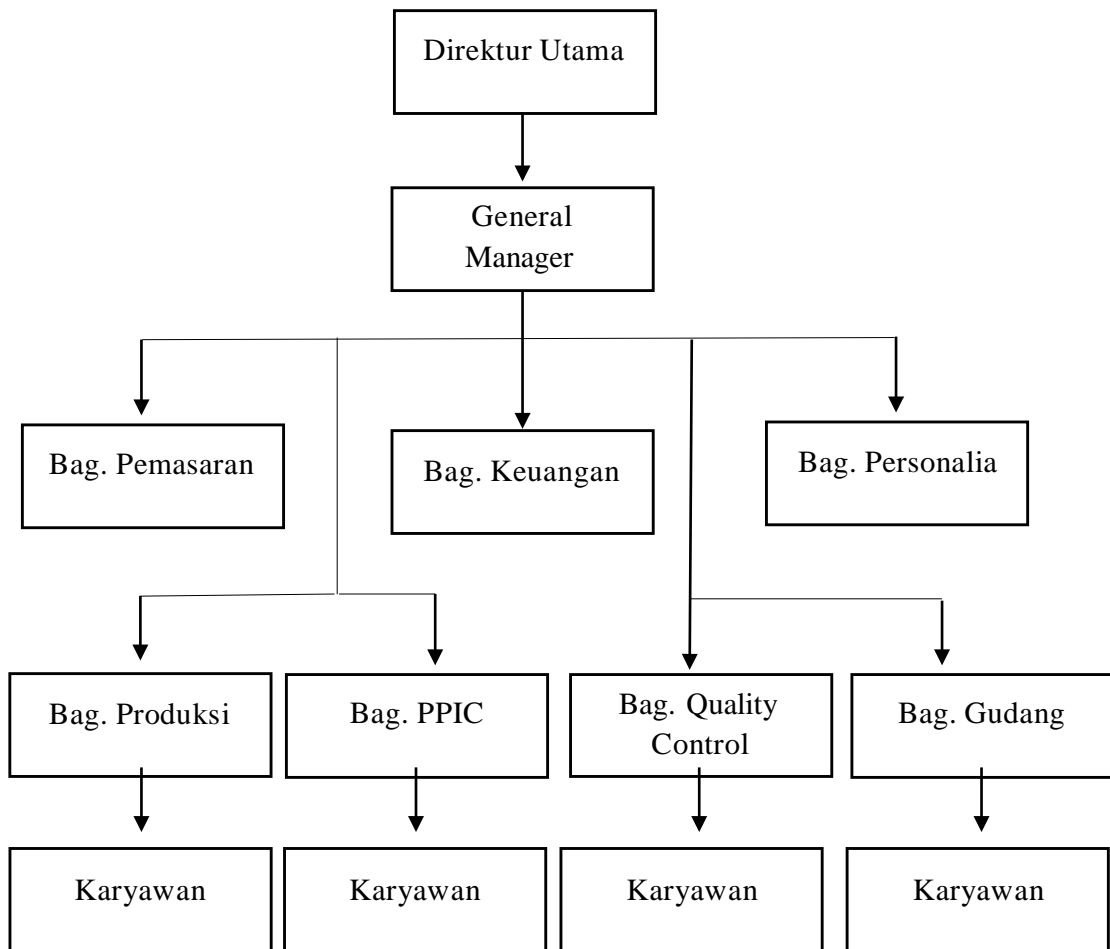 Direktur Utama
General
Manager
Bag. Pemasaran
Bag. Keuangan
Bag. Personalia
Bag. Produksi
Bag. PPIC
Bag. Quality
Control
Bag. Gudang
Karyawan
Karyawan
Karyawan
Karyawan